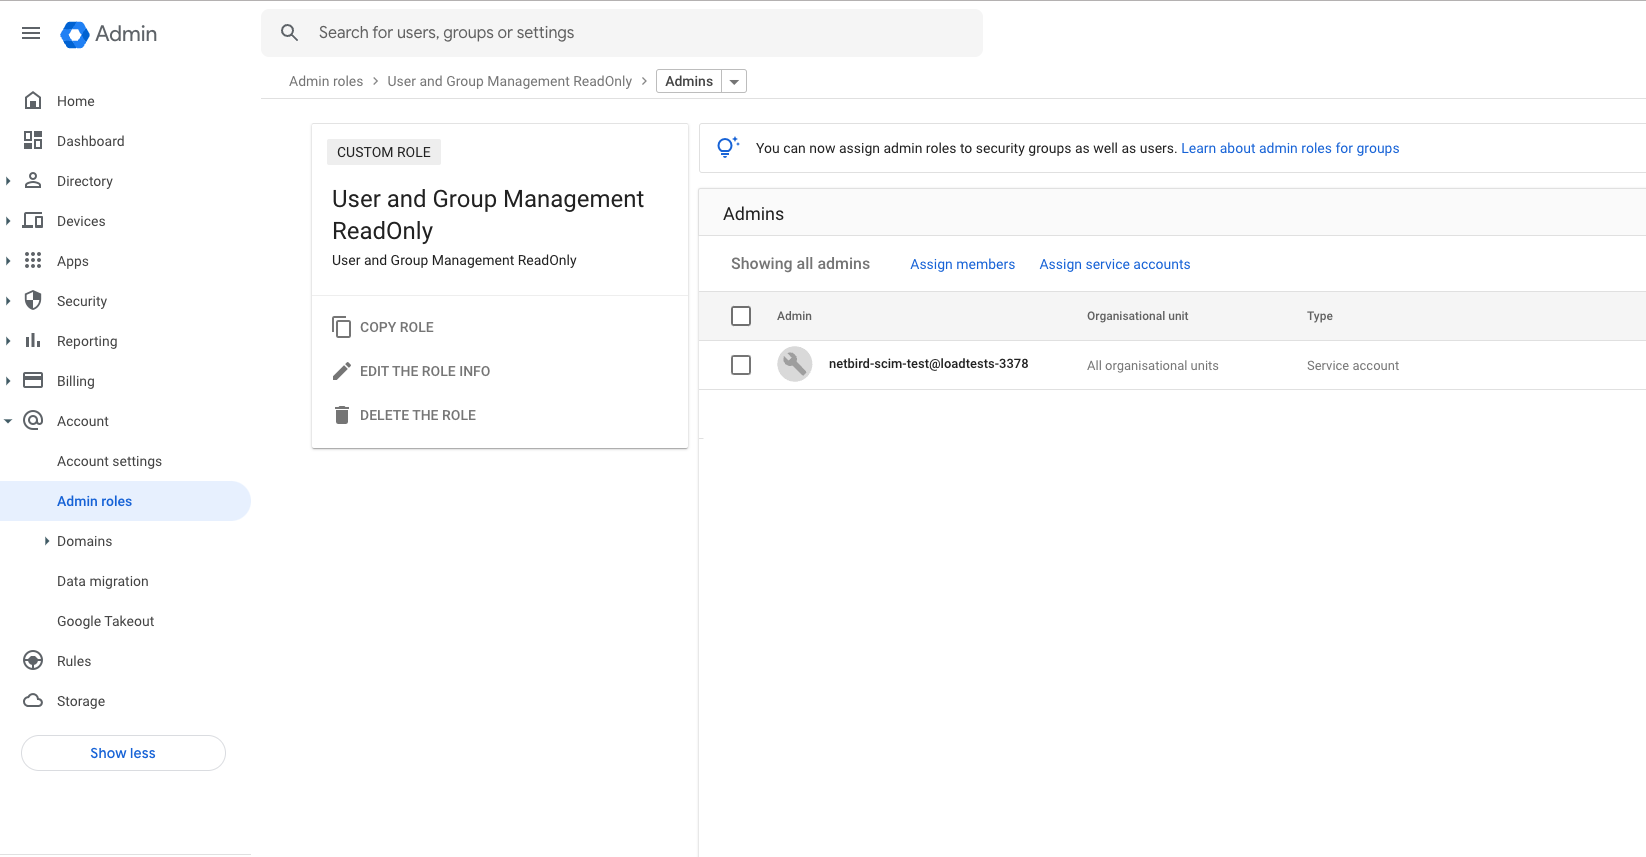 Admin
Search for users, groups or settings
Admin roles > User and Group Management ReadOnly > Admins
Home
Dashboard
Directory
Devices
Apps
Security
Reporting
Billing
Account
Account settings
Admin roles
Domains
Data migration
Google Takeout
Rules
Storage
Show less
CUSTOM ROLE
User and Group Management
ReadOnly
User and Group Management ReadOnly
COPY ROLE
EDIT THE ROLE INFO
DELETE THE ROLE
You can now assign admin roles to security groups as well as users. Learn about admin roles for groups
Admins
Showing all admins Assign members Assign service accounts
Admin Organisational unit Type
netbird-scim-test@loadtests-3378 All organisational units Service account